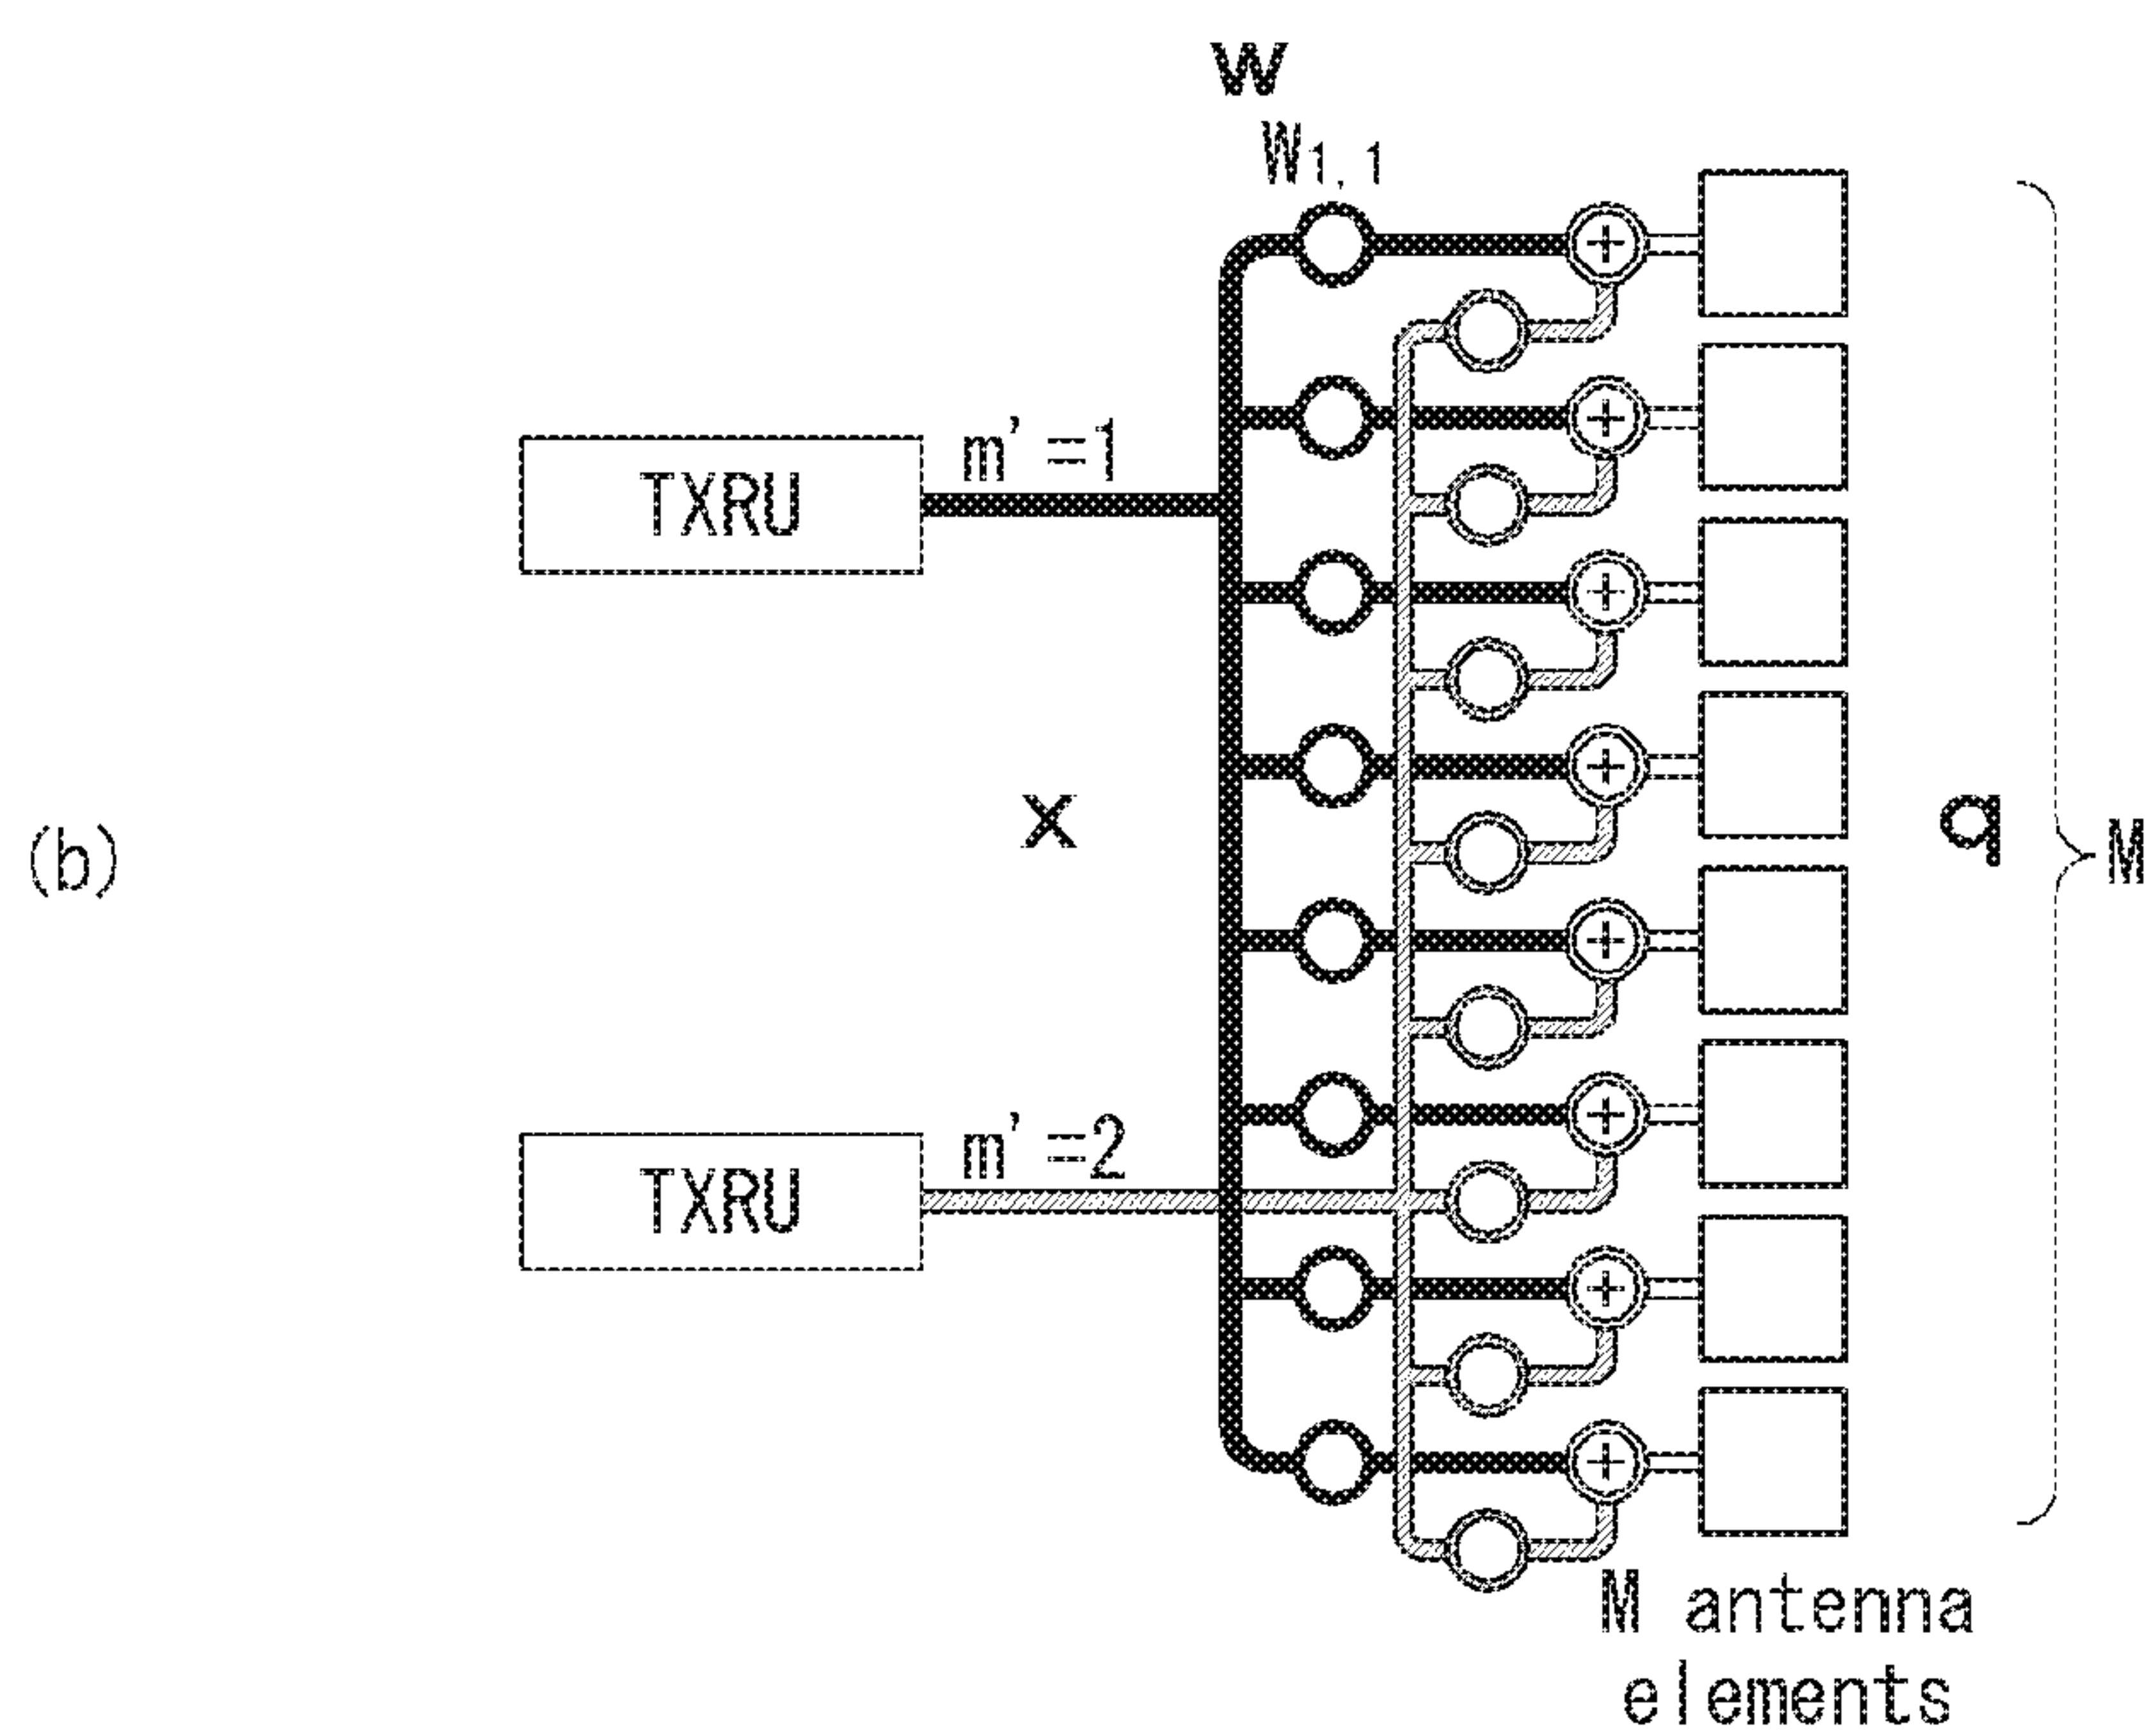 W
W1,1
m'=1
TXRU
x
q
(b)
M
m'=2
TXRU
M antenna
elements